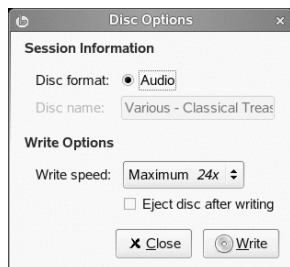 Disc Options
Session Information
Disc format: Audio
Disc name: Various - Classical Treas
Write Options
Write speed: Maximum 24x
Eject disc after writing
Close Write